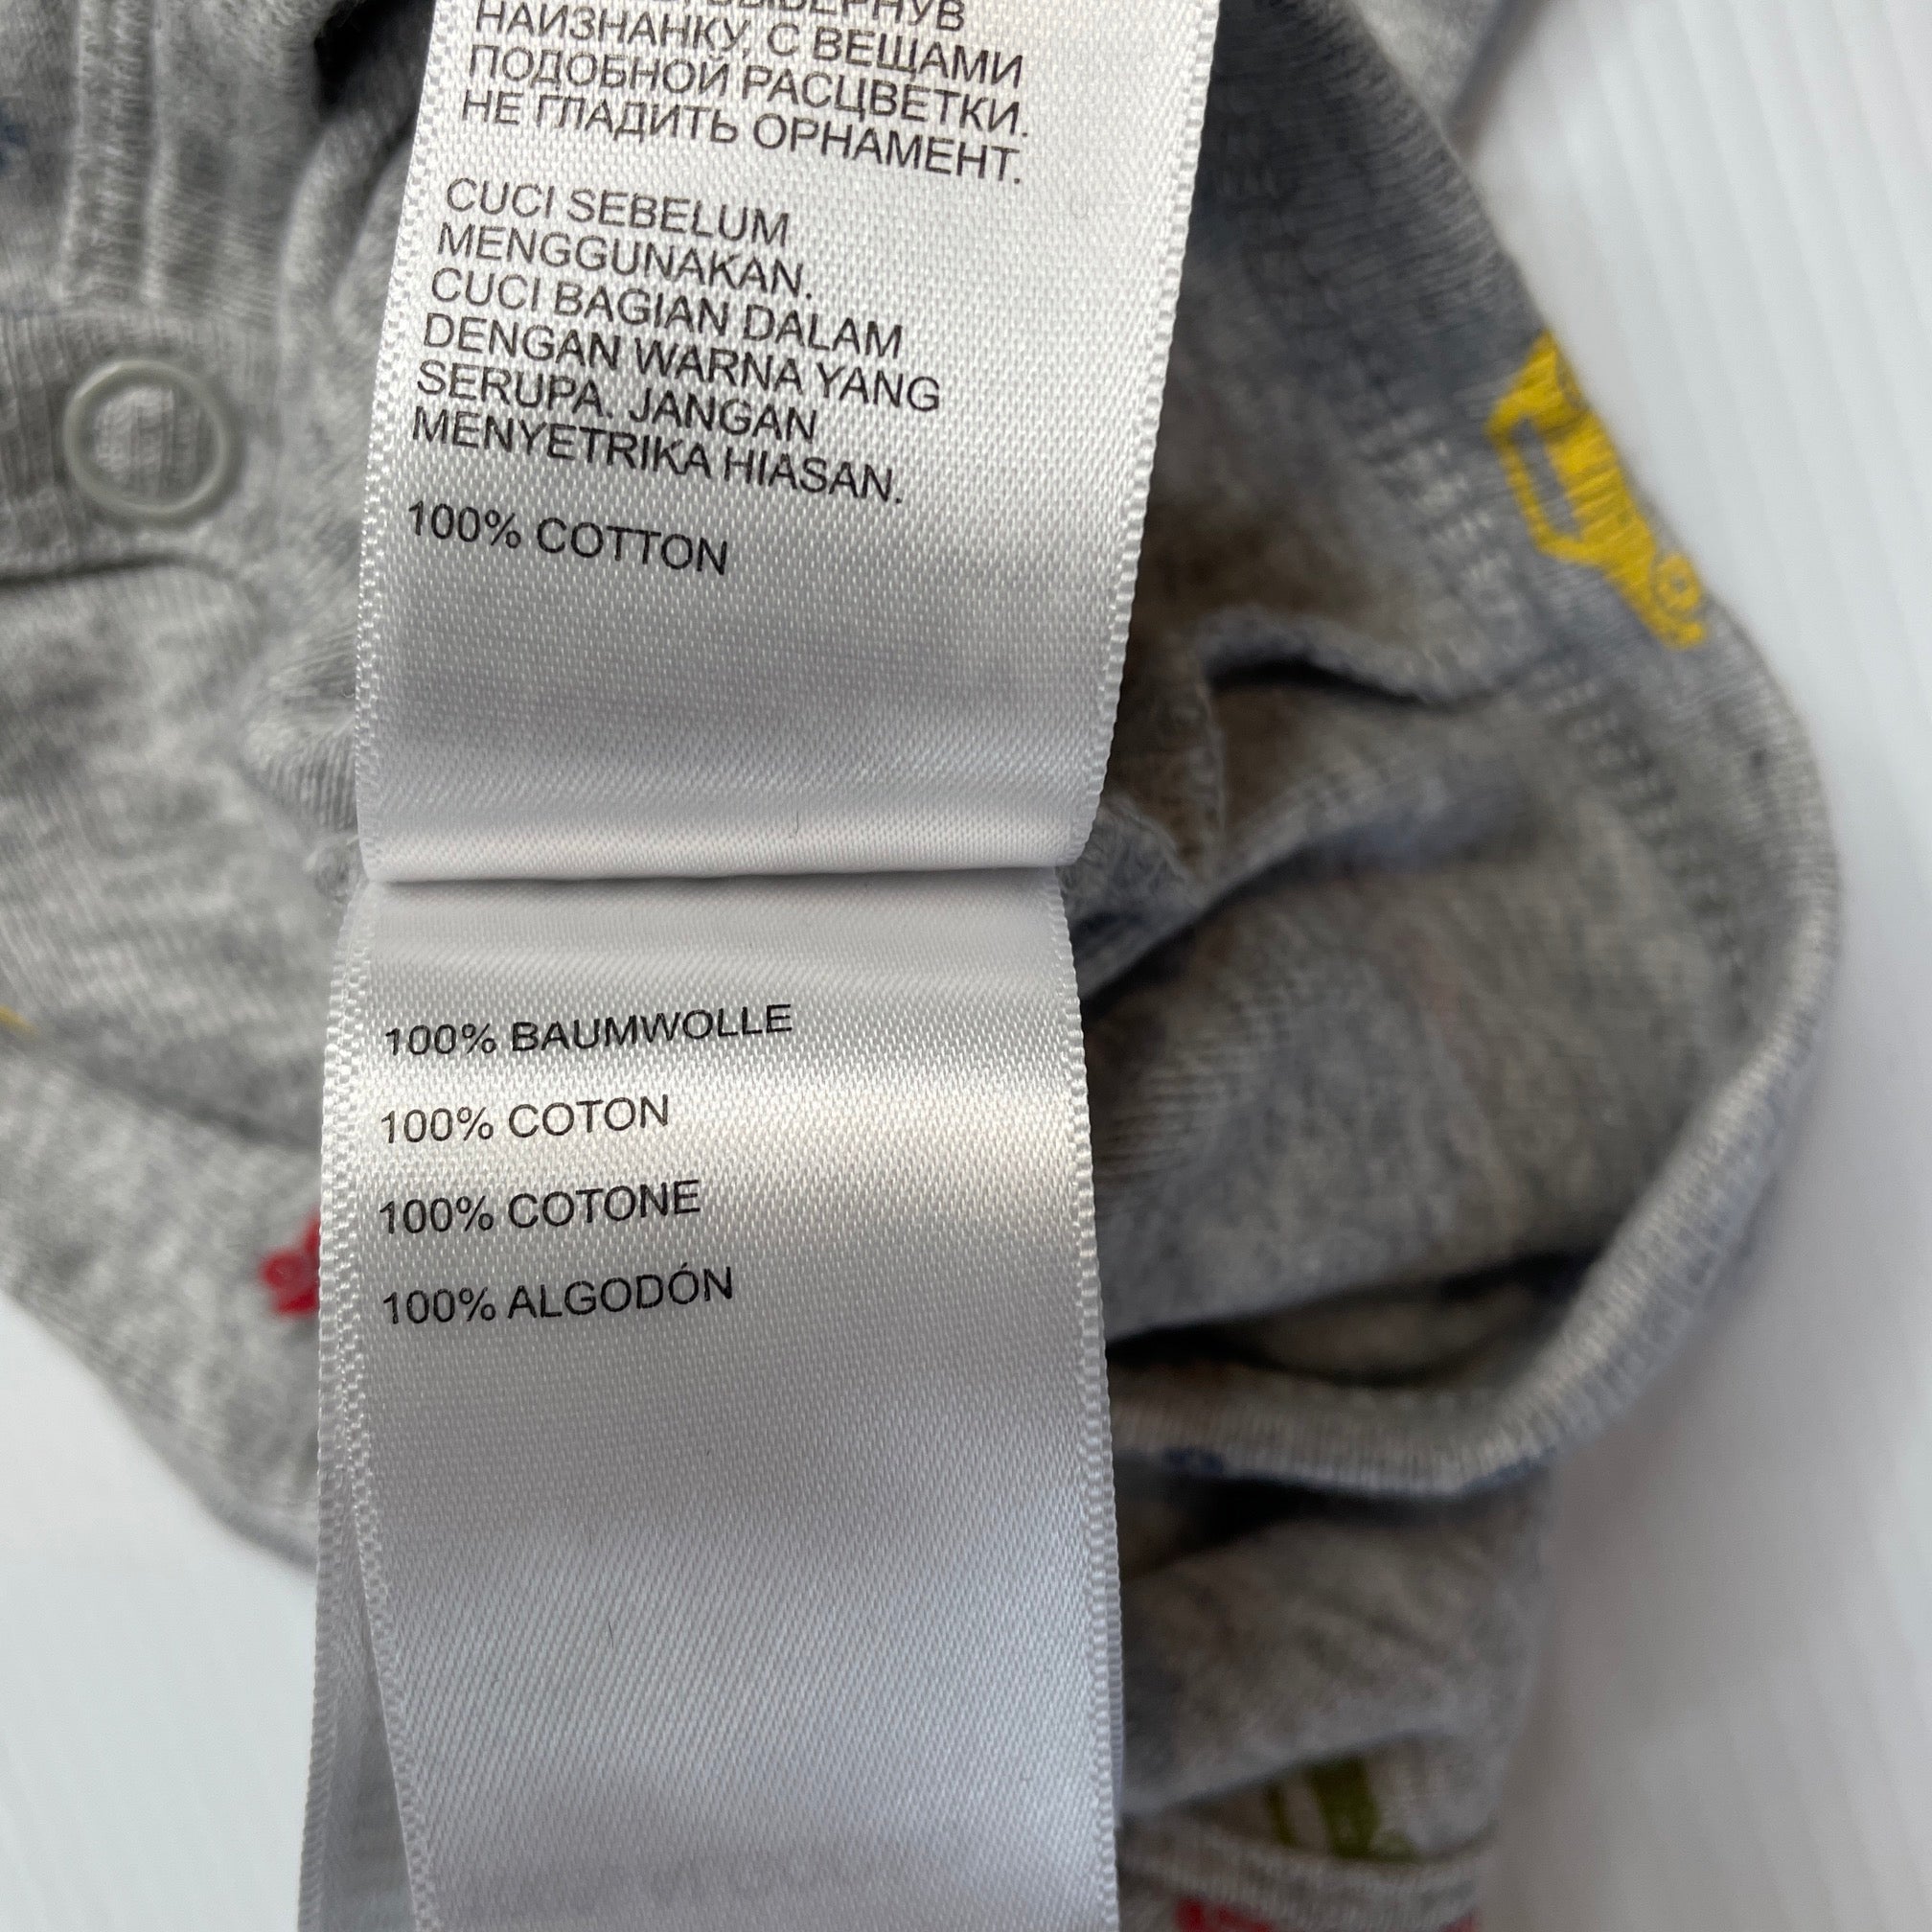 ВЫВЕРНУВ
НАИЗНАНКУ, С ВЕЩАМИ
ПОДОБНОЙ РАСЦВЕТКИ.
НЕ ГЛАДИТЬ ОРНАМЕНТ.
CUCI SEBELUM
MENGGUNAKAN.
CUCI BAGIAN DALAM
DENGAN WARNA YANG
SERUPA. JANGAN
MENYETRIKA HIASAN.
100% COTTON
100% BAUMWOLLE
100% COTON
100% COTONE
100% ALGODÓN